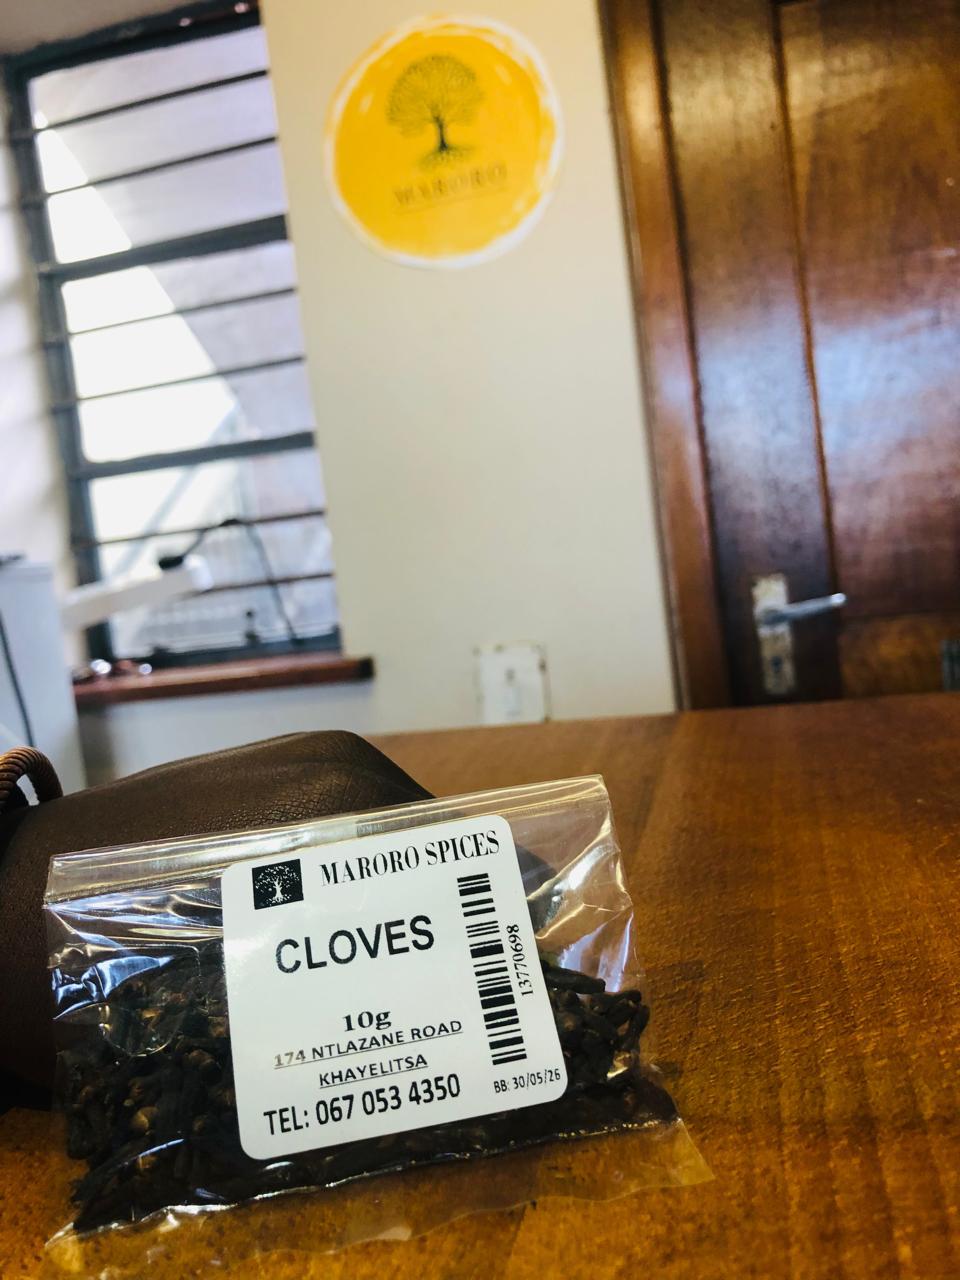 MARORO
MARORO SPICES
CLOVES
10g
174 NTLAZANE ROAD
KHAYELITSA
TEL: 067 053 4350
13770698
BB: 30/05/26